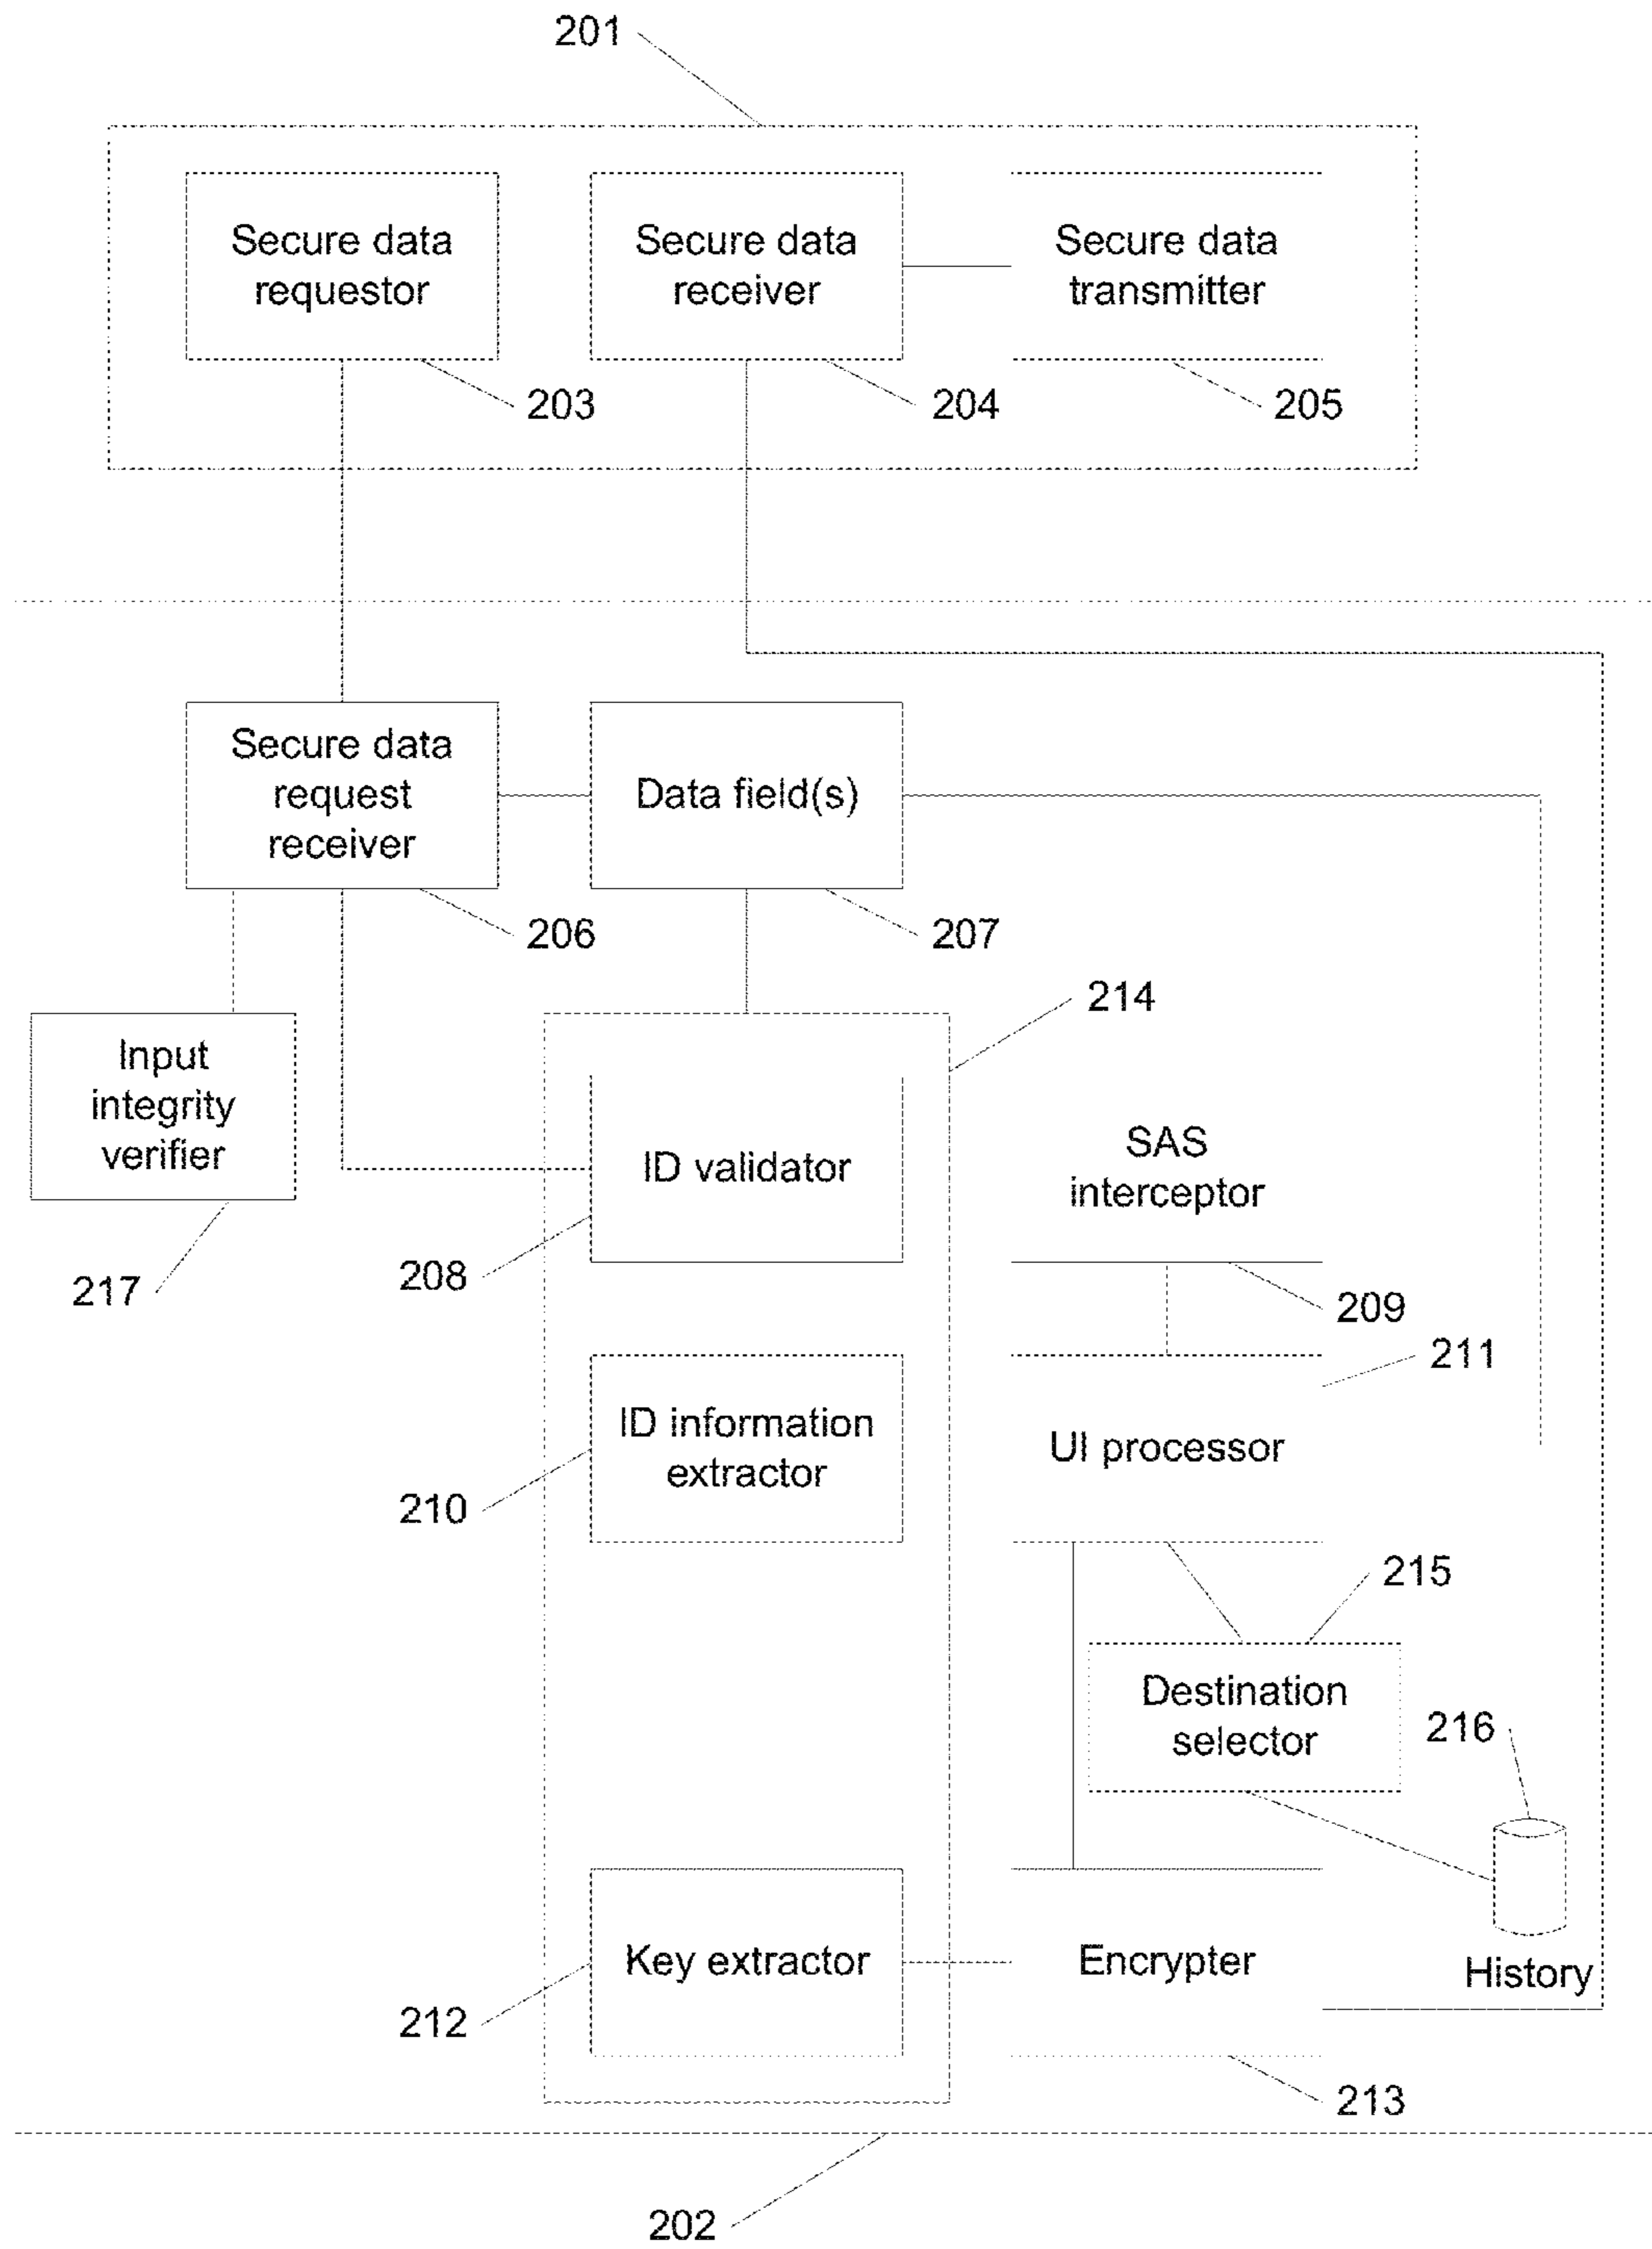 201
Secure data
requestor
Secure data
receiver
Secure data
transmitter
203
204
205
Secure data
request
receiver
Data field(s)
206
207
214
Input
integrity
verifier
ID validator
SAS
interceptor
217
208
209
211
ID information
extractor
UI processor
210
215
Destination
selector
216
Key extractor
Encrypter
History
212
213
202